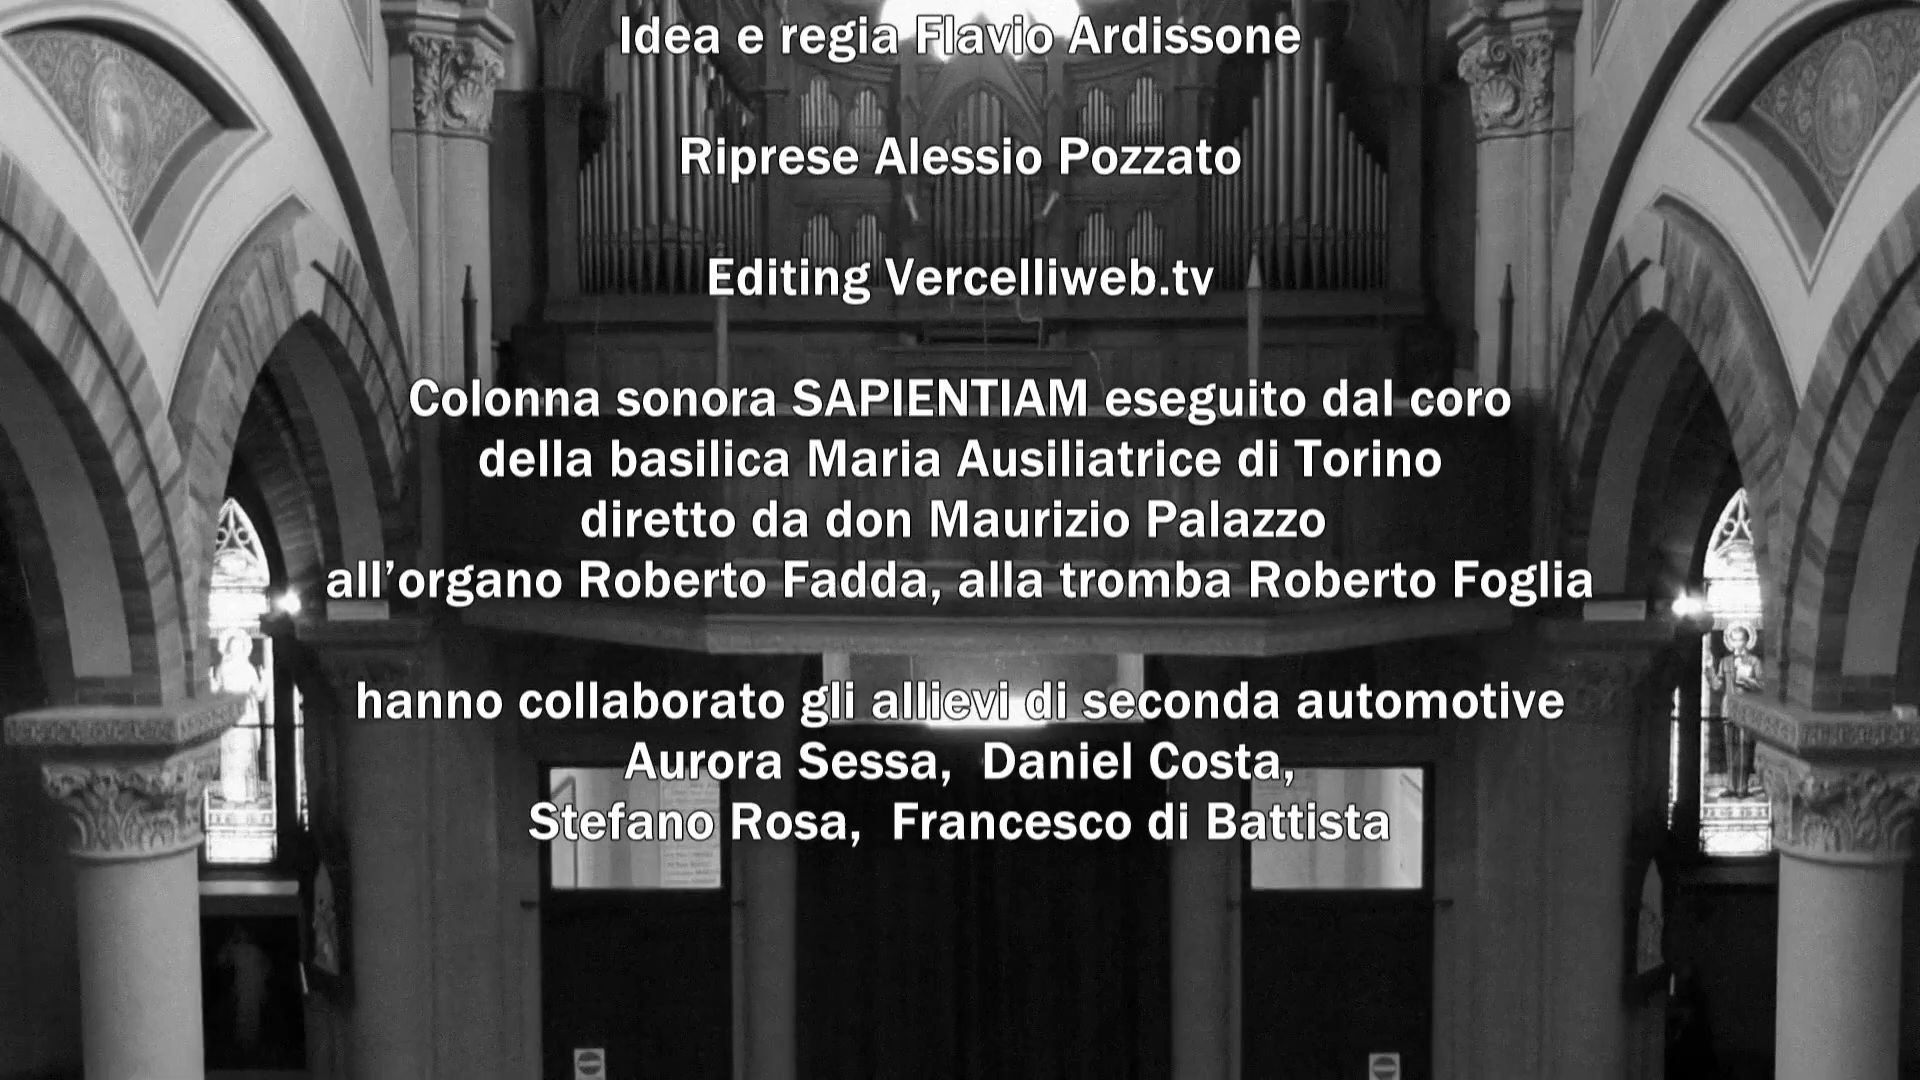 Idea e regia Flavio Ardissone
Riprese Alessio Pozzato
Editing Vercelliweb.tv
Colonna sonora SAPIENTIAM eseguito dal coro
della basilica Maria Ausiliatrice di Torino
diretto da don Maurizio Palazzo
all’organo Roberto Fadda, alla tromba Roberto Foglia
hanno collaborato gli allievi di seconda automotive
Aurora Sessa, Daniel Costa,
Stefano Rosa, Francesco di Battista